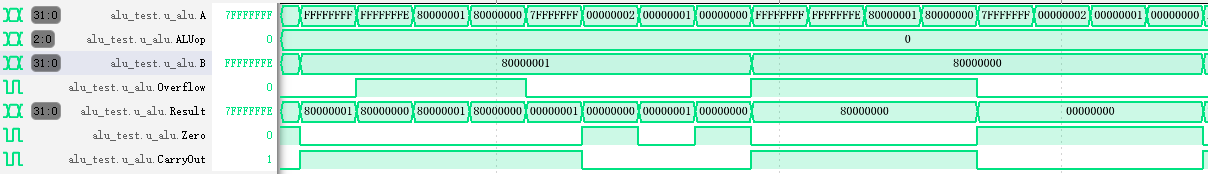 31:0 alu_test.u_alu.A 7FFFFFFF FFFFFFFF FFFFFFFE 80000001 80000000 7FFFFFFF 00000002 00000001 00000000 FFFFFFFF FFFFFFFE 80000001 80000000 7FFFFFFF 00000002 00000001 00000000
2:0 alu_test.u_alu.ALUop 0 0
31:0 alu_test.u_alu.B FFFFFFFE 80000001 80000000
alu_test.u_alu.Overflow 0
31:0 alu_test.u_alu.Result 7FFFFFFE 80000001 80000000 80000001 80000000 00000001 00000000 00000001 00000000 80000000 00000000
alu_test.u_alu.Zero 0
alu_test.u_alu.CarryOut 1